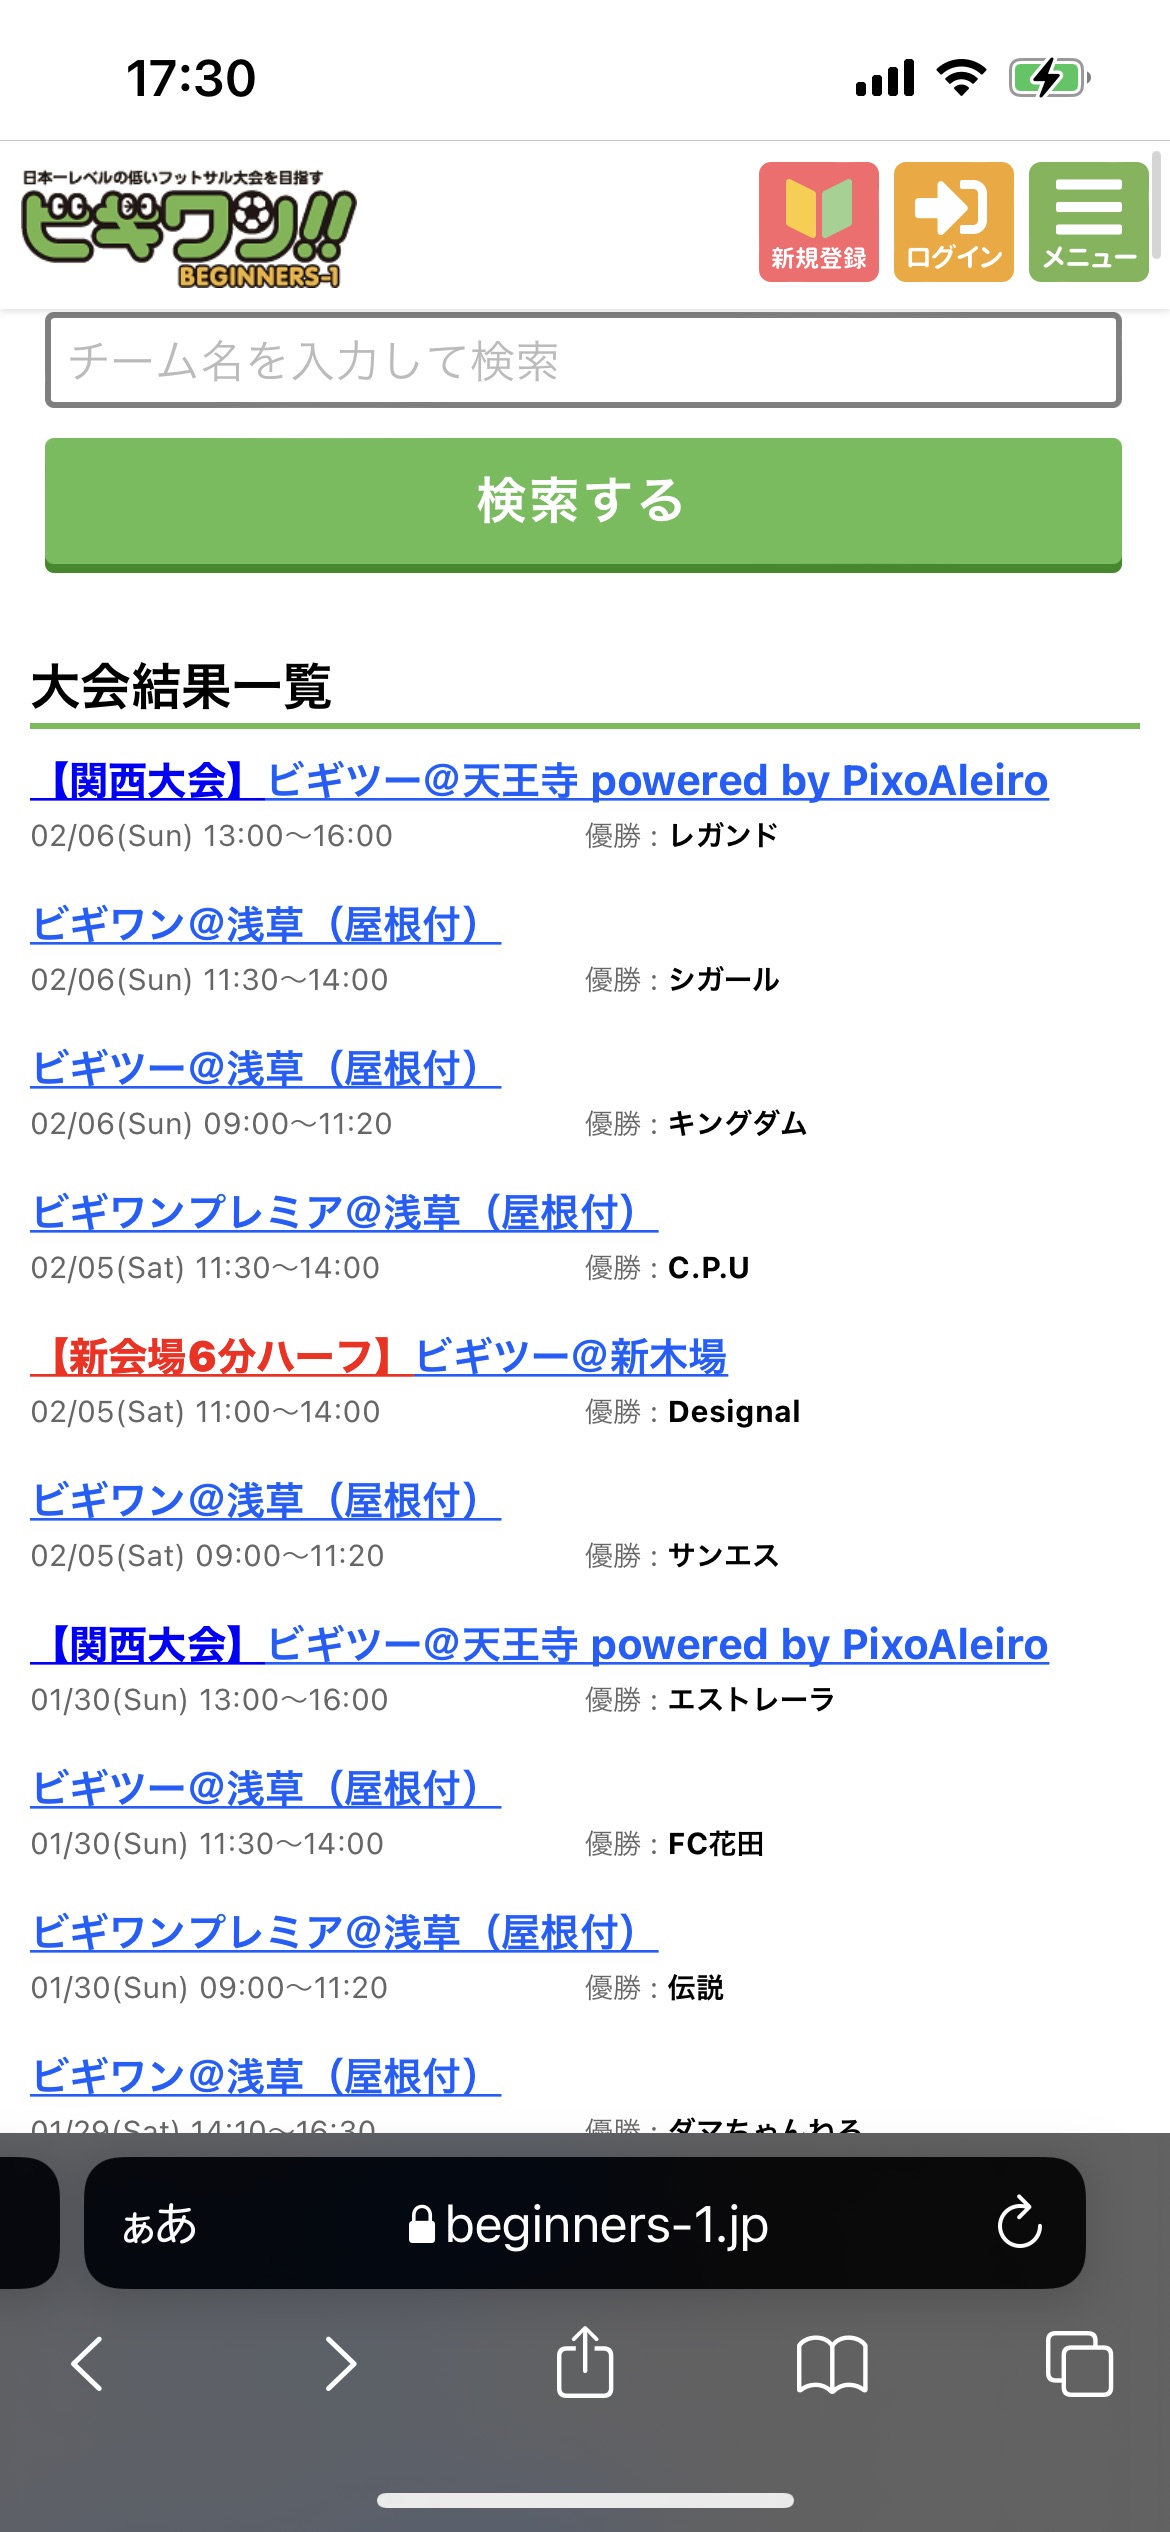 17:30
日本一レベルの低いフットサル大会を目指す
ビギワン!!
BEGINNERS-1
新規登録
ログイン
メニュー
チーム名を入力して検索
検索する
大会結果一覧
【関西大会】ビギツー@天王寺 powered by PixoAleiro
02/06(Sun) 13:00〜16:00 優勝 : レガンド
ビギワン@浅草（屋根付）
02/06(Sun) 11:30〜14:00 優勝 : シガール
ビギツー@浅草（屋根付）
02/06(Sun) 09:00〜11:20 優勝 : キングダム
ビギワンプレミア@浅草（屋根付）
02/05(Sat) 11:30〜14:00 優勝 : C.P.U
【新会場6分ハーフ】ビギツー@新木場
02/05(Sat) 11:00〜14:00 優勝 : Designal
ビギワン@浅草（屋根付）
02/05(Sat) 09:00〜11:20 優勝 : サンエス
【関西大会】ビギツー@天王寺 powered by PixoAleiro
01/30(Sun) 13:00〜16:00 優勝 : エストレーラ
ビギツー@浅草（屋根付）
01/30(Sun) 11:30〜14:00 優勝 : FC花田
ビギワンプレミア@浅草（屋根付）
01/30(Sun) 09:00〜11:20 優勝 : 伝説
ビギワン@浅草（屋根付）
01/29(Sat) 14:10〜16:30 優勝 : ダマちゃんねる
ぁあ
beginners-1.jp